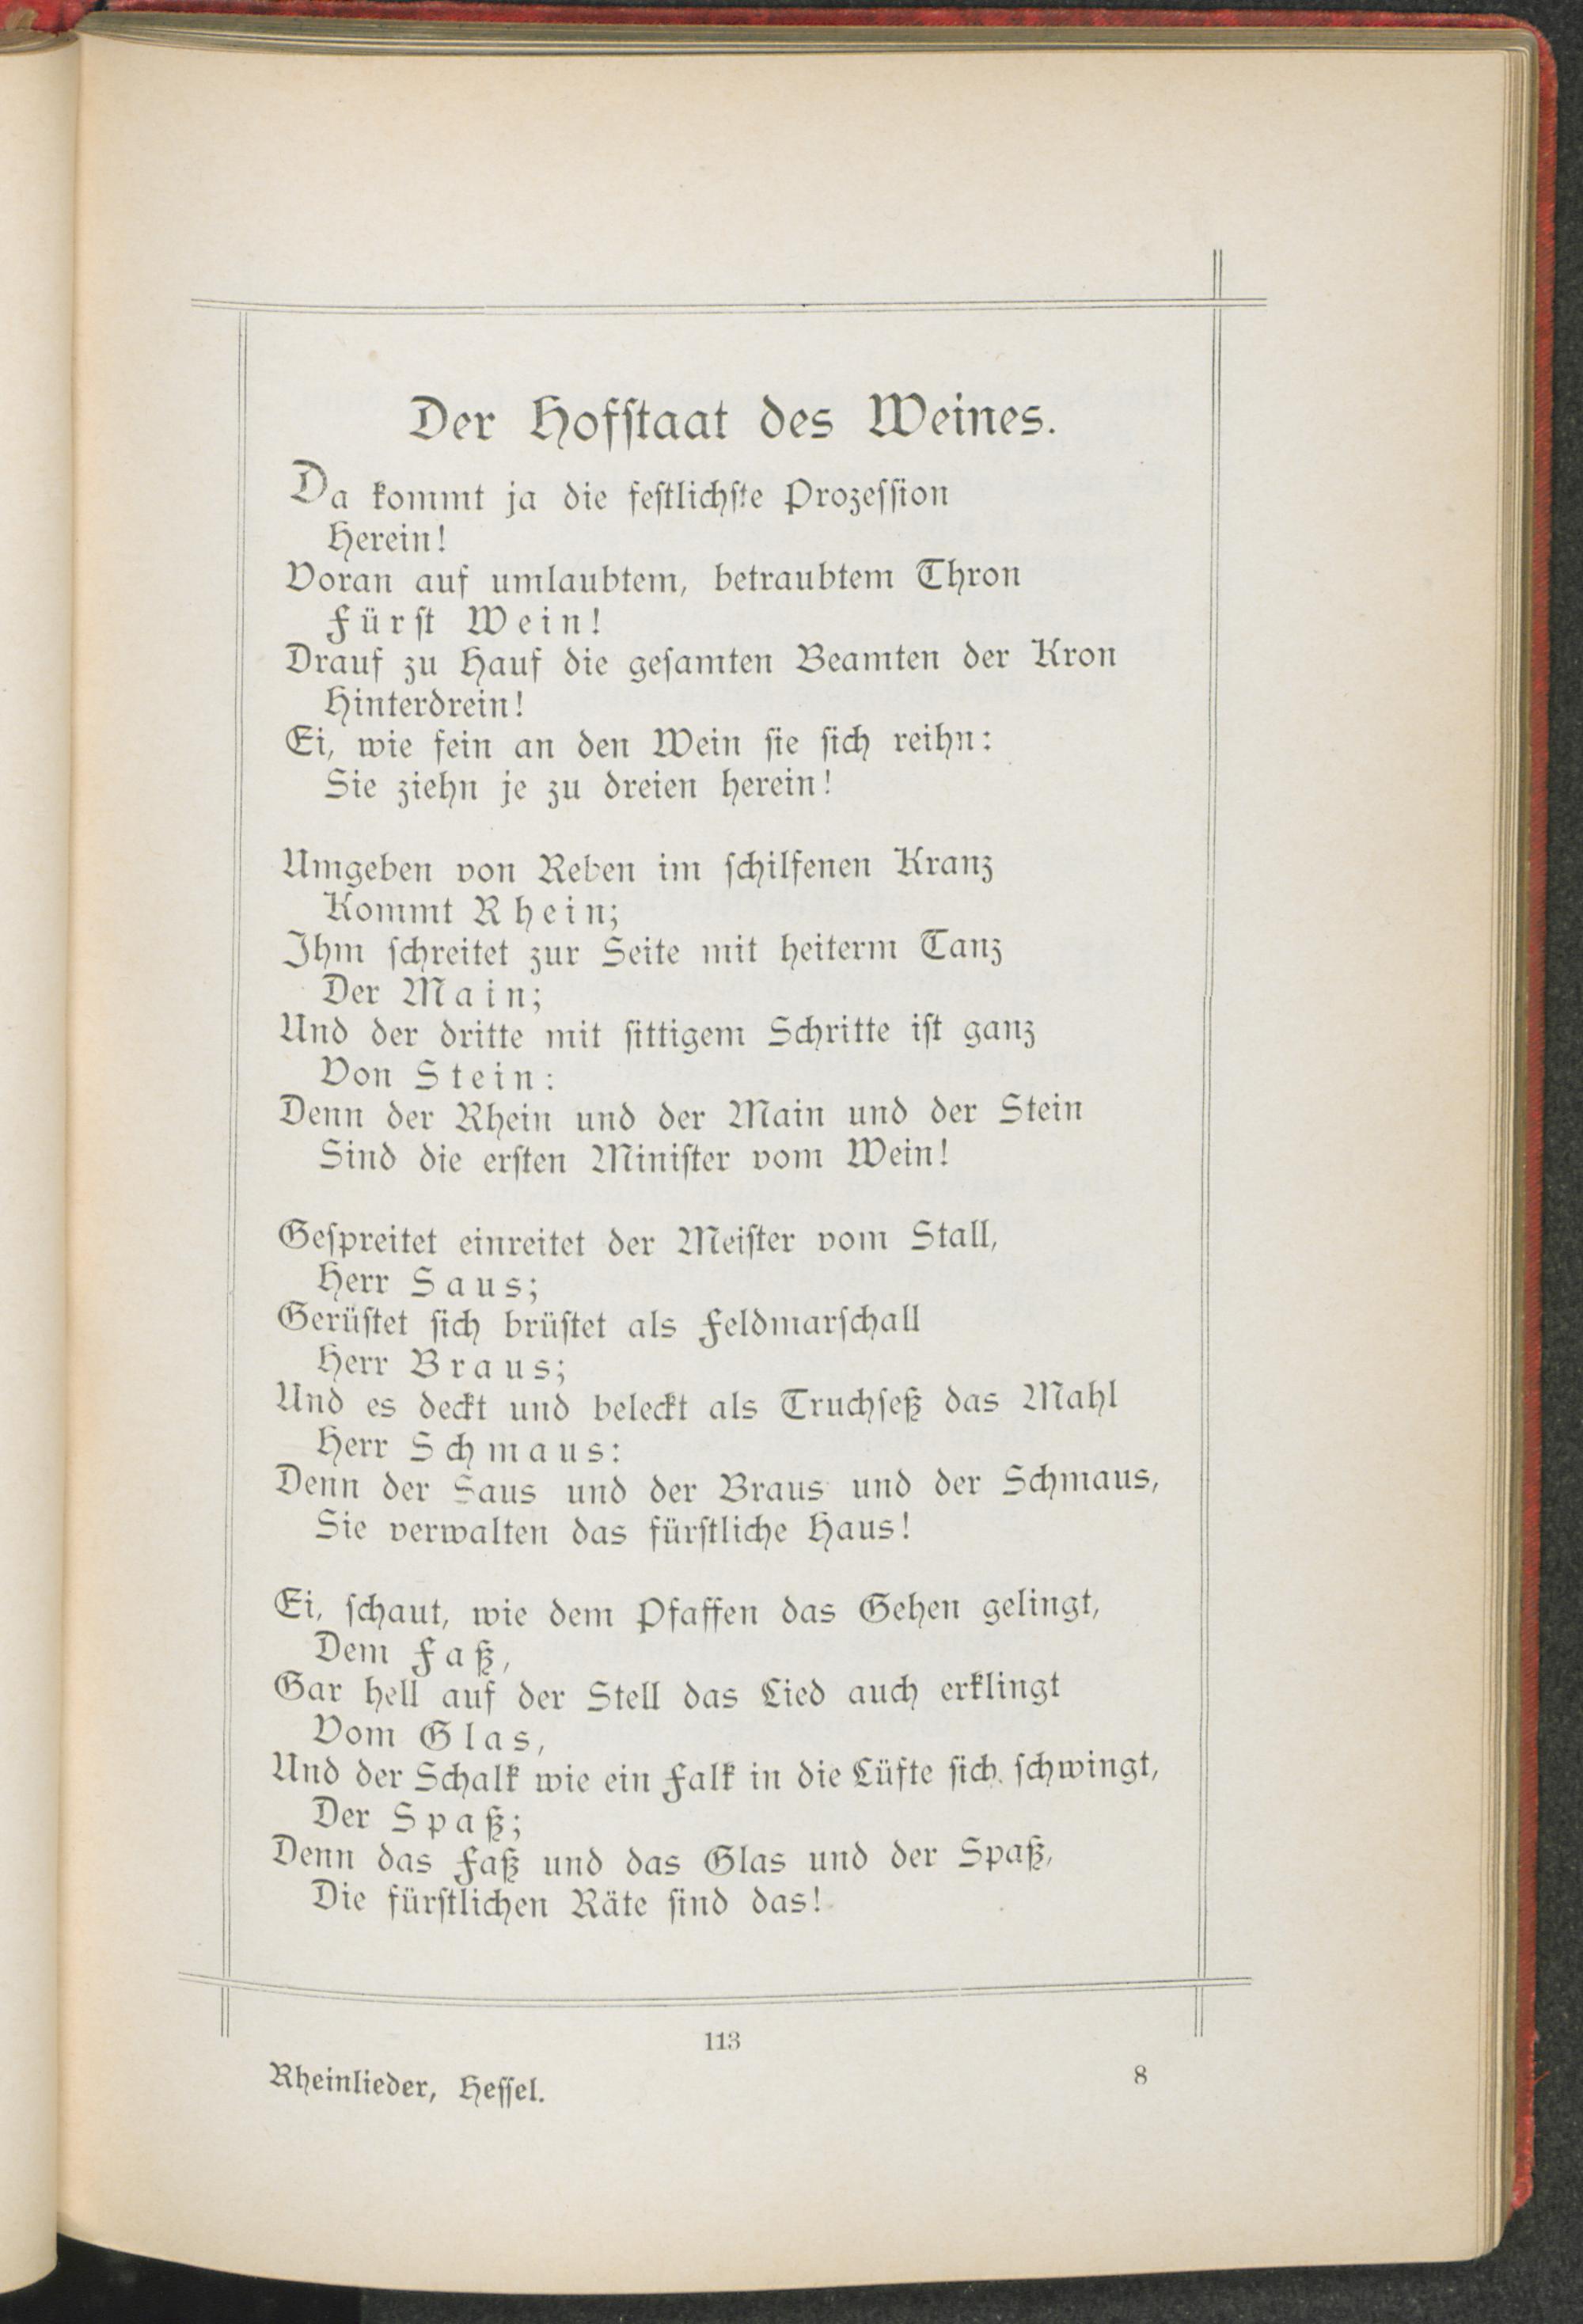 Der Hofſtaat des Weines.
Da kommt ja die feſtlichſte Prozeſſion
Herein!
Voran auf umlaubtem, betraubtem Thron
Fürſt Wein!
Drauf zu Hauf die geſamten Beamten der Kron
Hinterdrein!
Ei, wie fein an den Wein ſie ſich reihn:
Sie ziehn je zu dreien herein!
Umgeben von Reben im ſchilfenen Kranz
Kommt Rhein;
Ihm ſchreitet zur Seite mit heiterm Tanz
Der Main;
Und der dritte mit ſittigem Schritte iſt ganz
Von Stein:
Denn der Rhein und der Main und der Stein
Sind die erſten Miniſter vom Wein!
Geſpreitet einreitet der Meiſter vom Stall,
Herr Saus;
Gerüſtet ſich brüſtet als Feldmarſchall
Herr Braus;
Und es deckt und beleckt als Truchſeß das Mahl
Herr Schmaus:
Denn der Saus und der Braus und der Schmaus,
Sie verwalten das fürſtliche Haus!
Ei, ſchaut, wie dem Pfaffen das Gehen gelingt,
Dem Faß,
Gar hell auf der Stell das Lied auch erklingt
Vom Glas,
Und der Schalk wie ein Falk in die Lüfte ſich ſchwingt,
Der Spaß;
Denn das Faß und das Glas und der Spaß,
Die fürſtlichen Räte ſind das!
113
Rheinlieder, Heſſel. 8